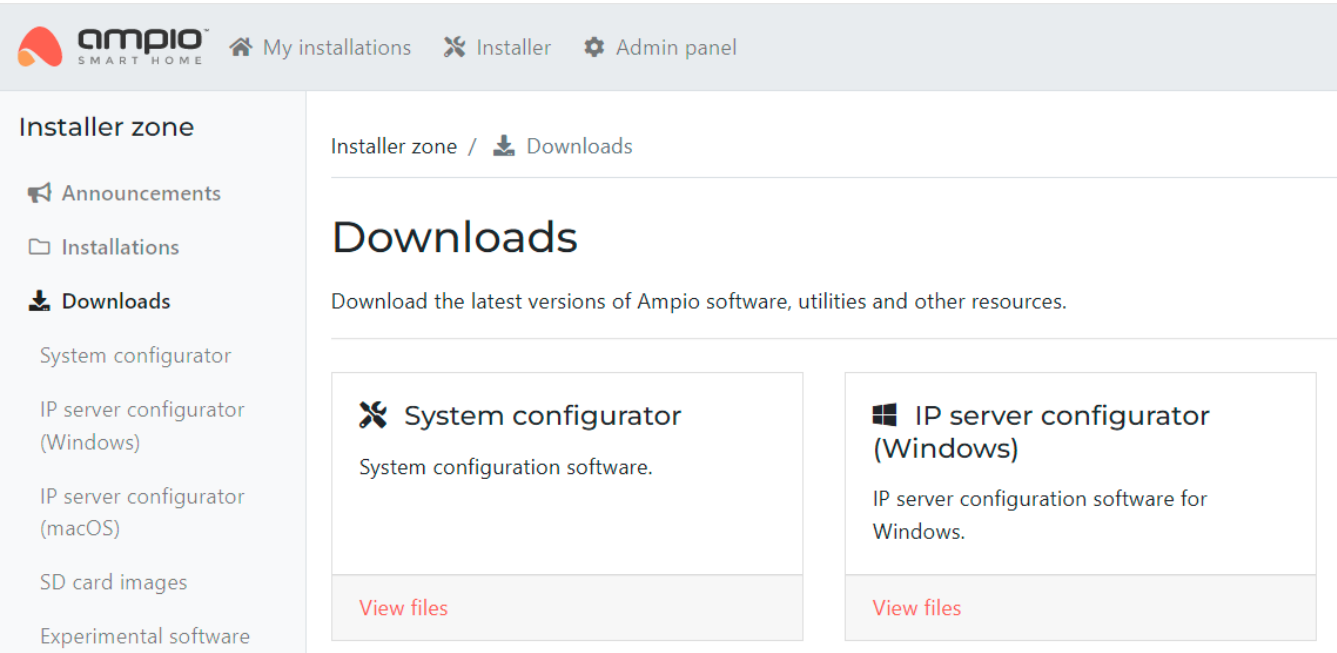 ampio™
SMART HOME
My installations
Installer
Admin panel
Installer zone
Announcements
Installations
Downloads
System configurator
IP server configurator
(Windows)
IP server configurator
(macOS)
SD card images
Experimental software
Installer zone / Downloads
Downloads
Download the latest versions of Ampio software, utilities and other resources.
System configurator
System configuration software.
View files
IP server configurator
(Windows)
IP server configuration software for
Windows.
View files